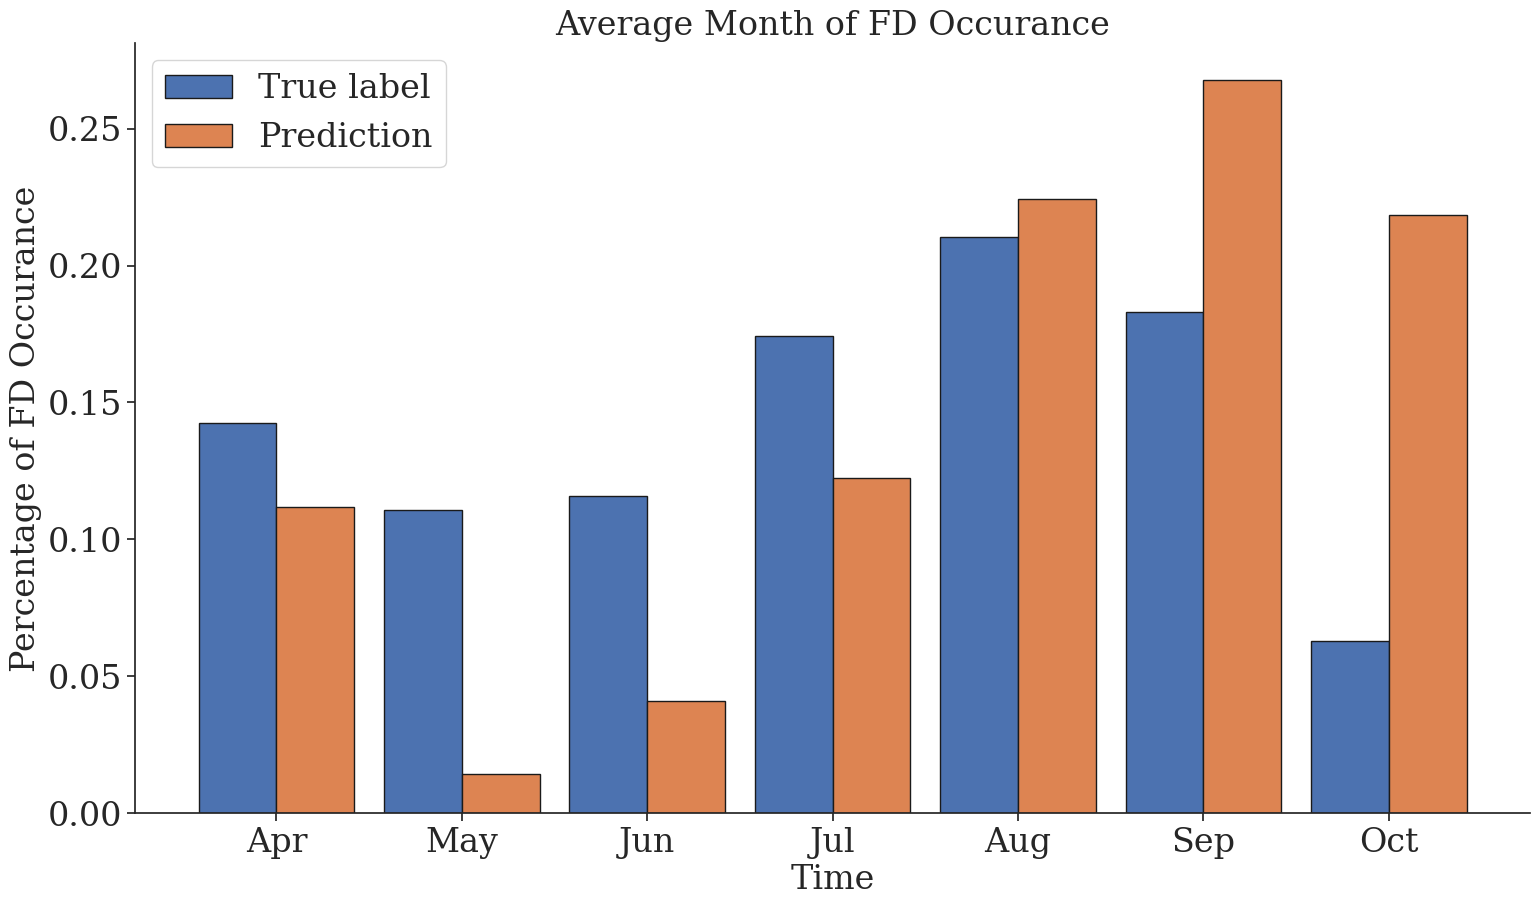 Average Month of FD Occurance
True label
Prediction
Percentage of FD Occurance
0.25
0.20
0.15
0.10
0.05
0.00
Apr May Jun Jul Aug Sep Oct
Time